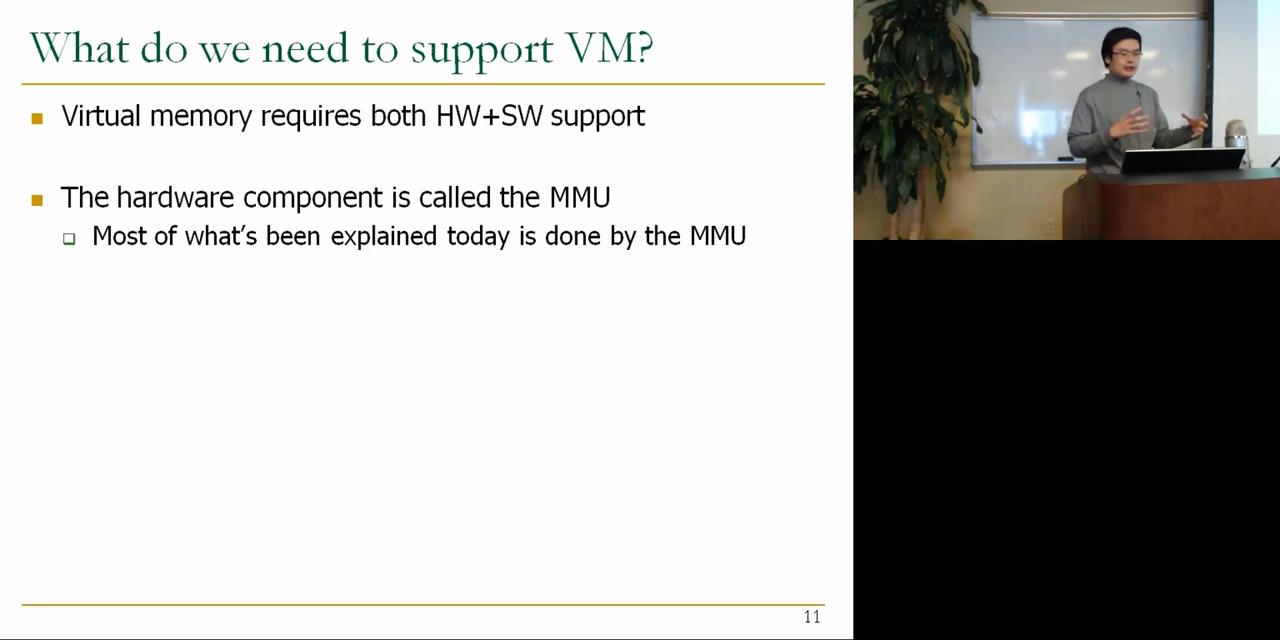 What do we need to support VM?
Virtual memory requires both HW+SW support
The hardware component is called the MMU
Most of what's been explained today is done by the MMU
11